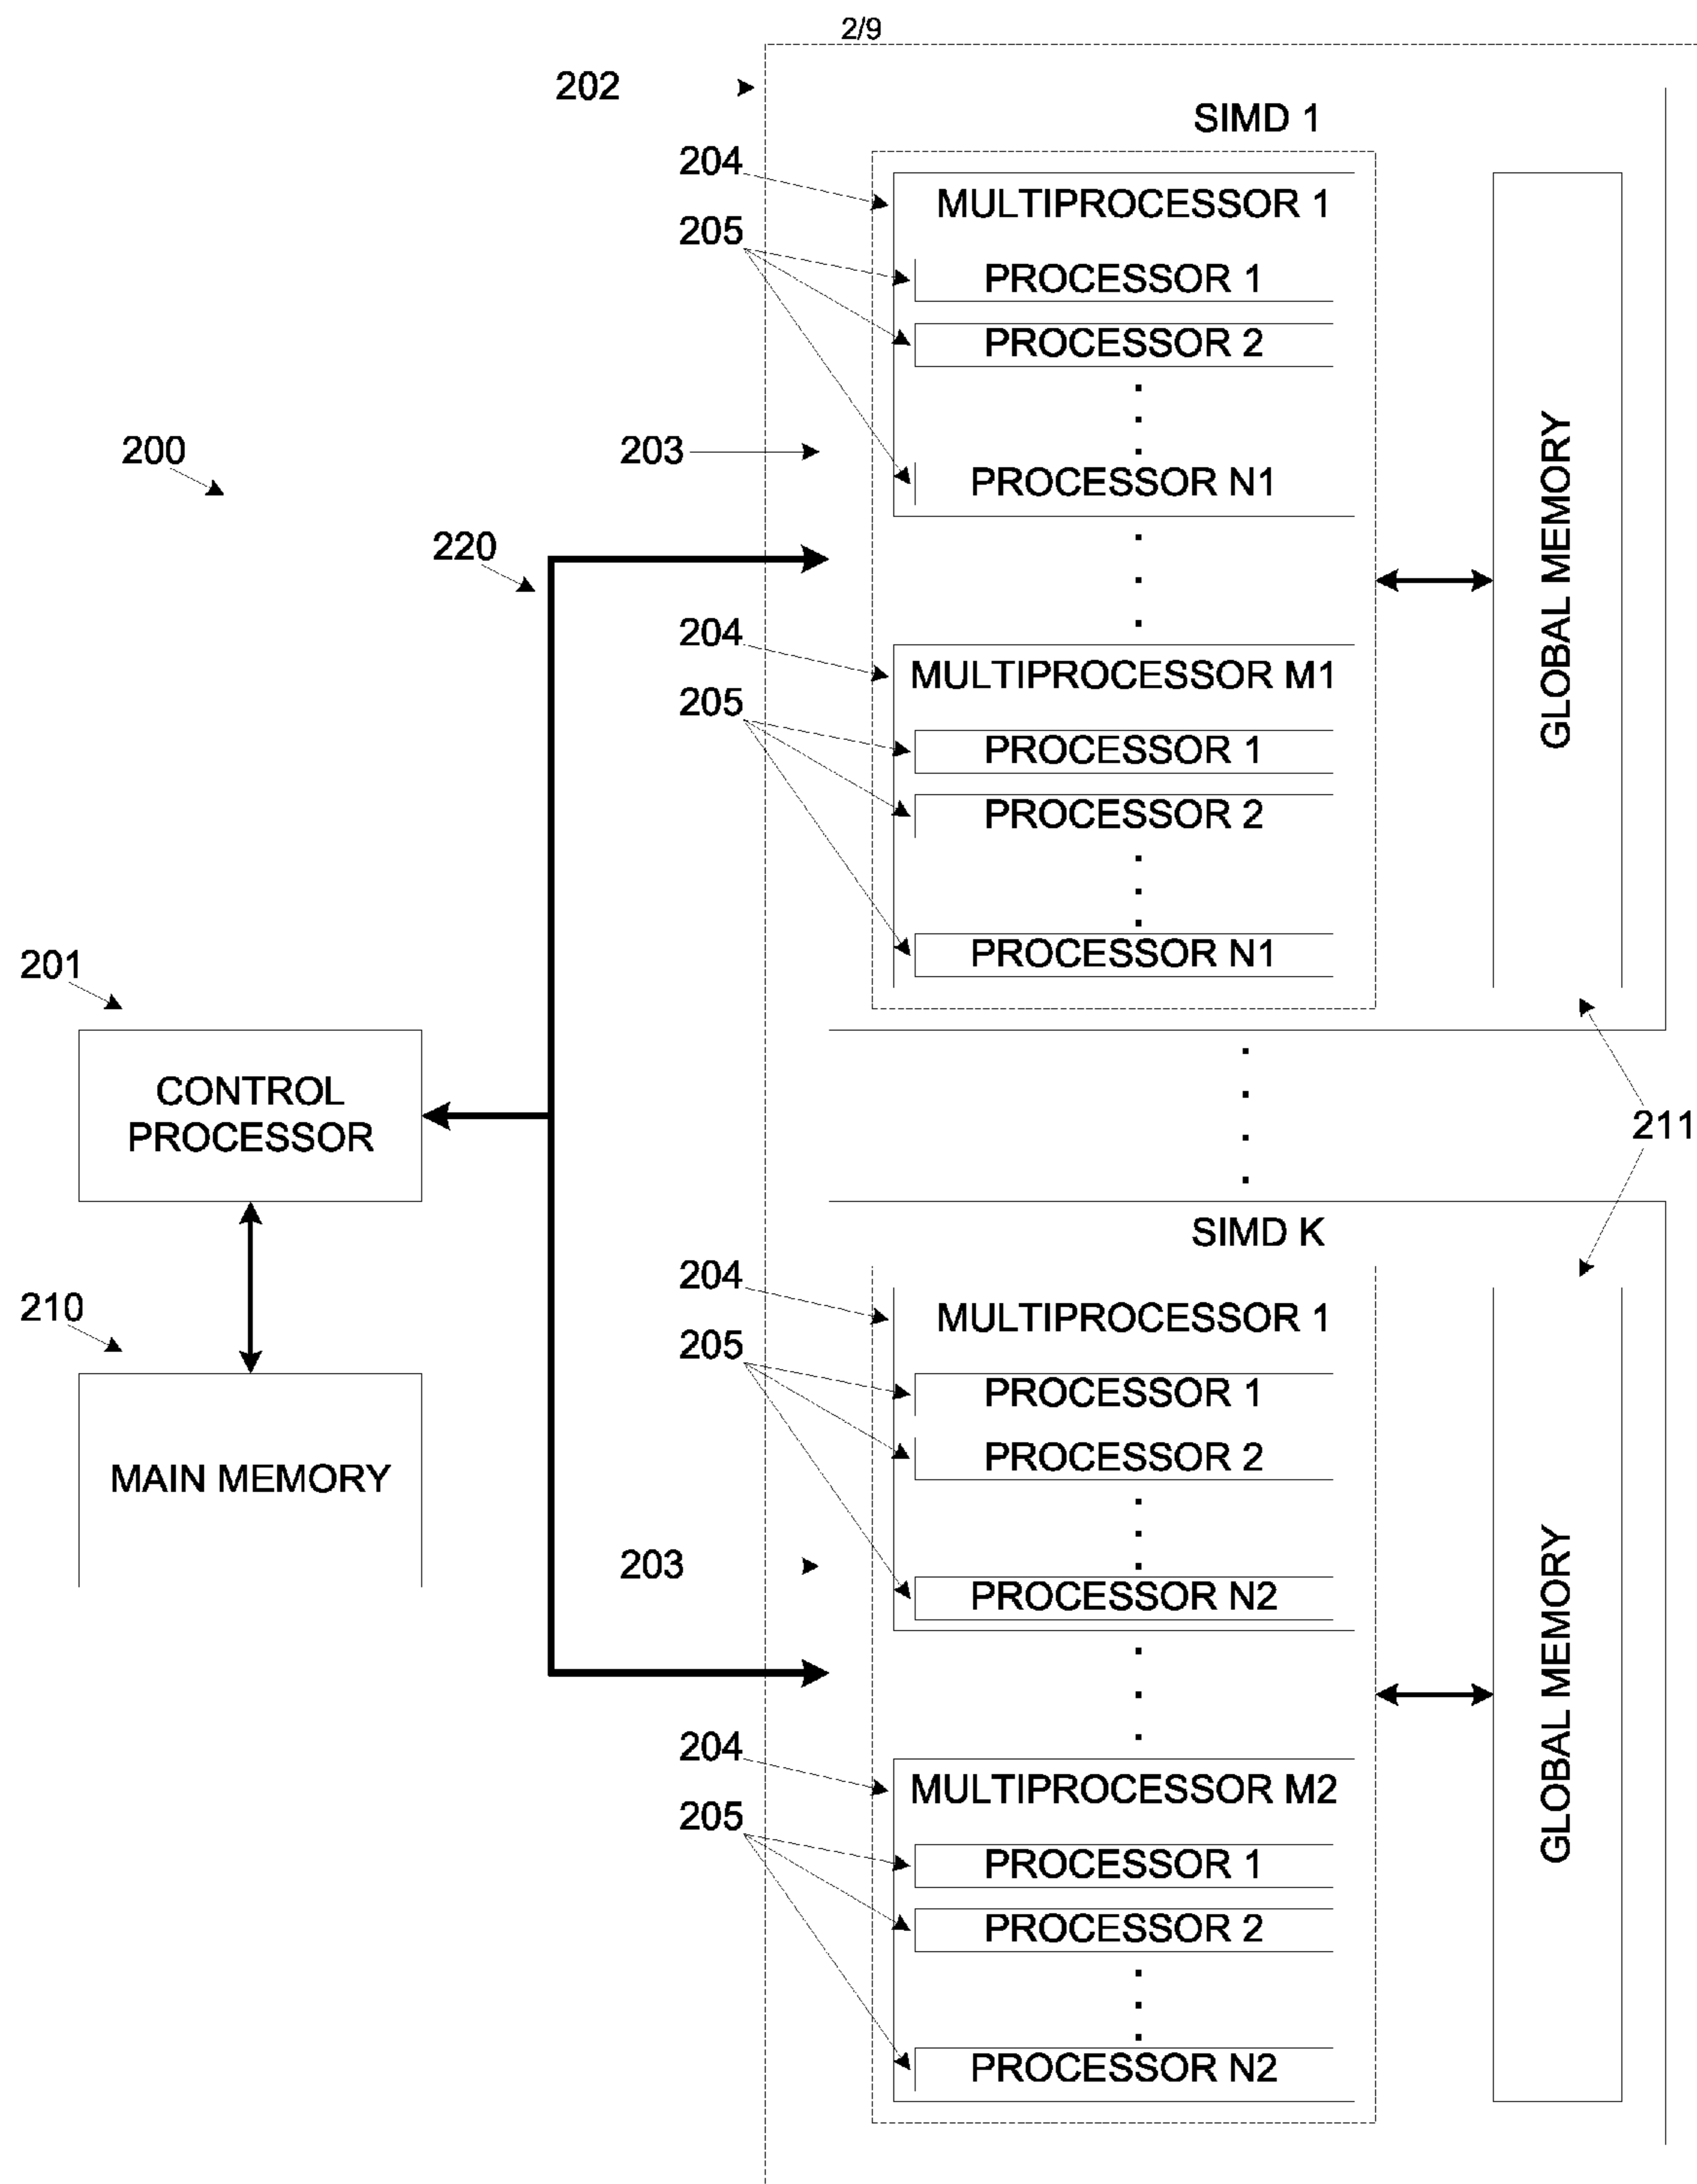 2/9
202
SIMD 1
204
MULTIPROCESSOR 1
205
PROCESSOR 1
PROCESSOR 2
200
203
PROCESSOR N1
GLOBAL MEMORY
220
204
MULTIPROCESSOR M1
205
PROCESSOR 1
PROCESSOR 2
PROCESSOR N1
201
CONTROL
PROCESSOR
211
SIMD K
204
210
MULTIPROCESSOR 1
205
PROCESSOR 1
PROCESSOR 2
MAIN MEMORY
203
PROCESSOR N2
GLOBAL MEMORY
204
MULTIPROCESSOR M2
205
PROCESSOR 1
PROCESSOR 2
PROCESSOR N2